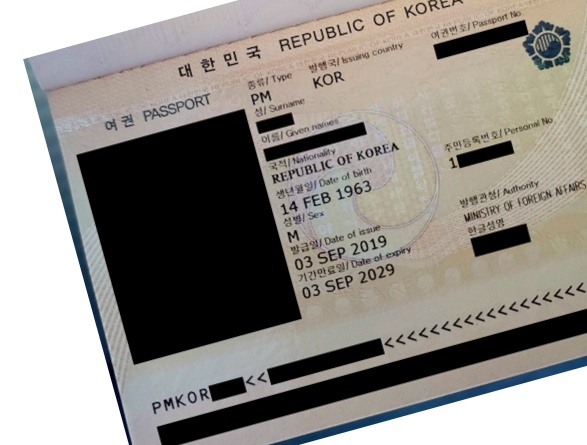 대한민국 REPUBLIC OF KOREA
여권 PASSPORT
종류/ Type 발행국/ Issuing country 여권번호/ Passport No
PM KOR
성/ Surname
이름/ Given names
국적/ Nationality 주민등록번호/ Personal No
REPUBLIC OF KOREA 1
생년월일/ Date of birth
14 FEB 1963
성별/ Sex 발행관청/ Authority
M MINISTRY OF FOREIGN AFFAIRS
발급일/ Date of issue 한글성명
03 SEP 2019
기간만료일/ Date of expiry
03 SEP 2029
PMKOR << <<<<<<<<<<<<<<<<<<<<<